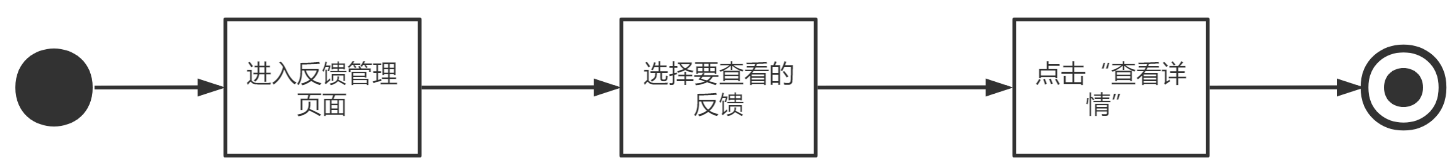 进入反馈管理
页面
选择要查看的
反馈
点击“查看详
情”